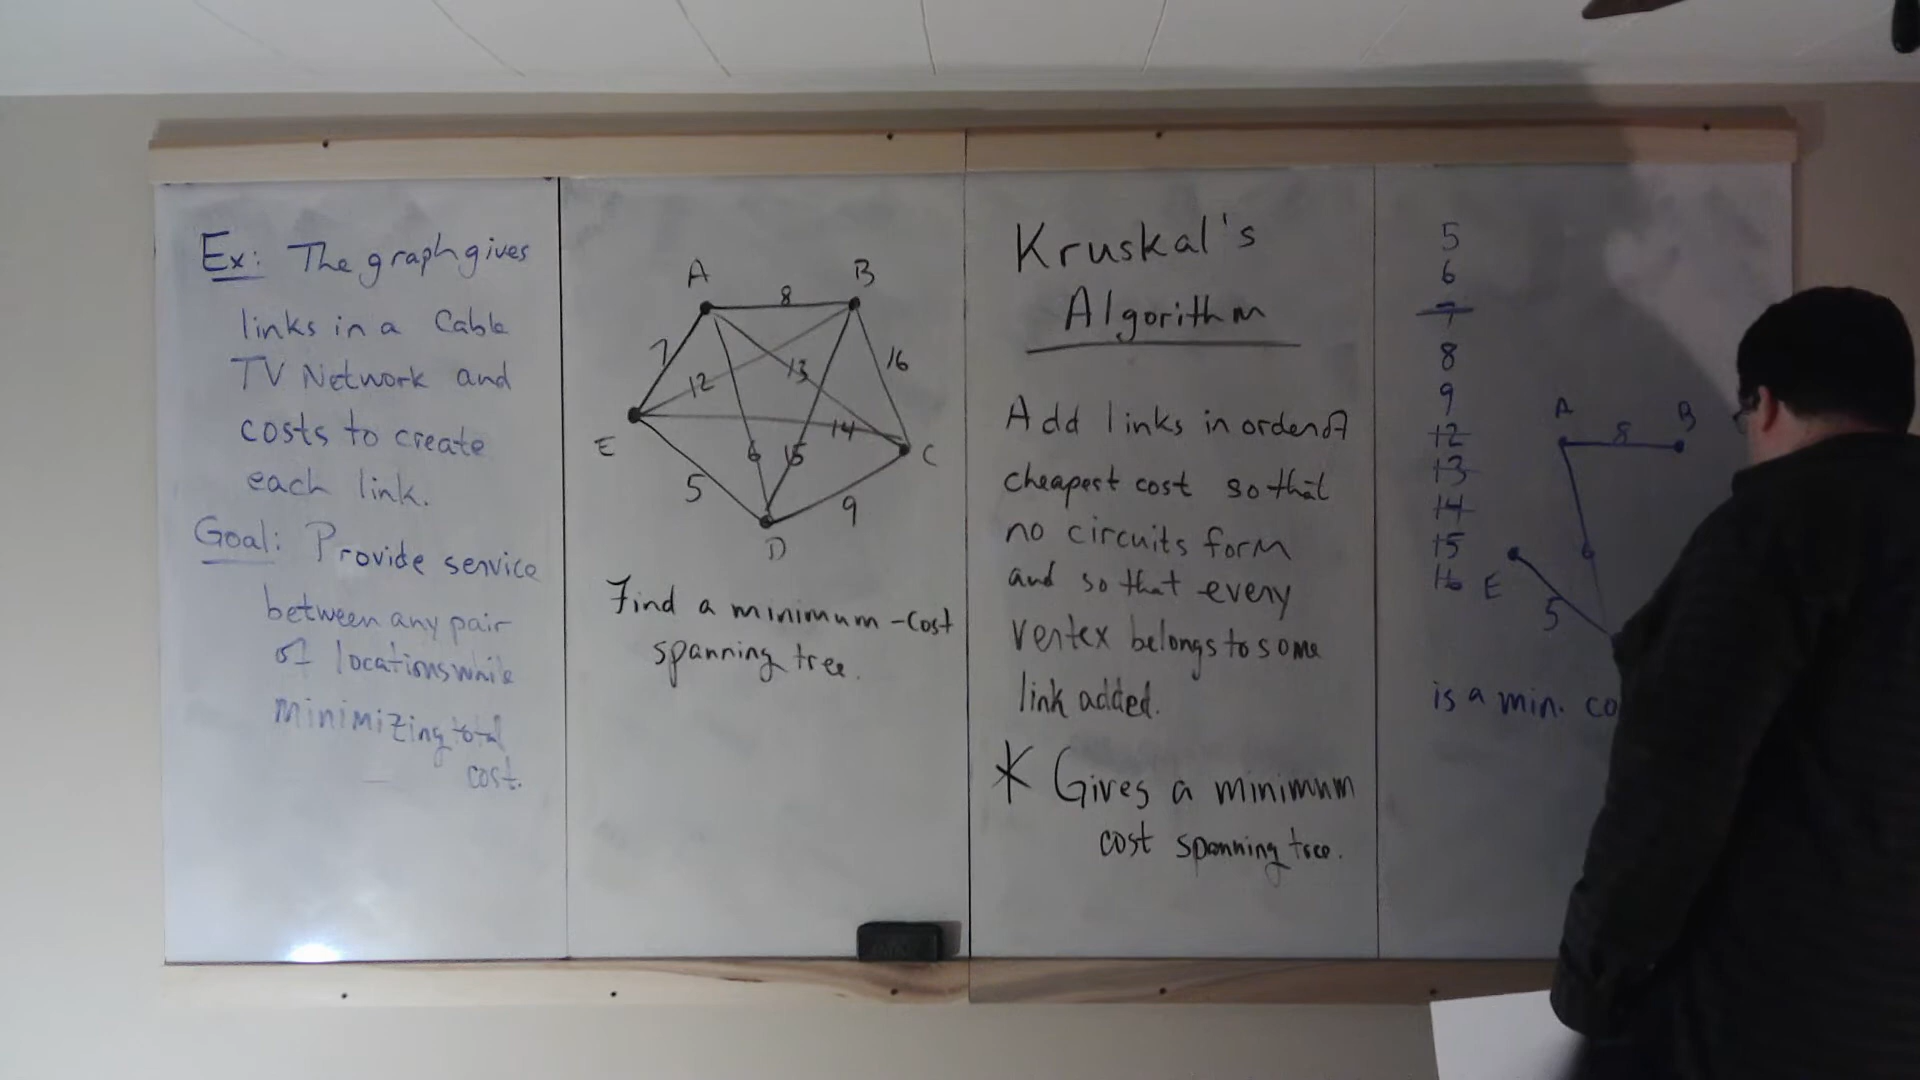 Ex: The graph gives
links in a Cable
TV Network and
costs to create
each link.
Goal: Provide service
between any pair
of locations while
minimizing total
cost.
A
B
8
7
12
13
16
E
14
C
6
15
5
9
D
Find a minimum-cost
spanning tree.
Kruskal's
Algorithm
Add links in order of
cheapest cost so that
no circuits form
and so that every
vertex belongs to some
link added.
* Gives a minimum
cost spanning tree.
5
6
7
8
9
12
13
14
15
16
A
B
8
6
E
5
is a min. co